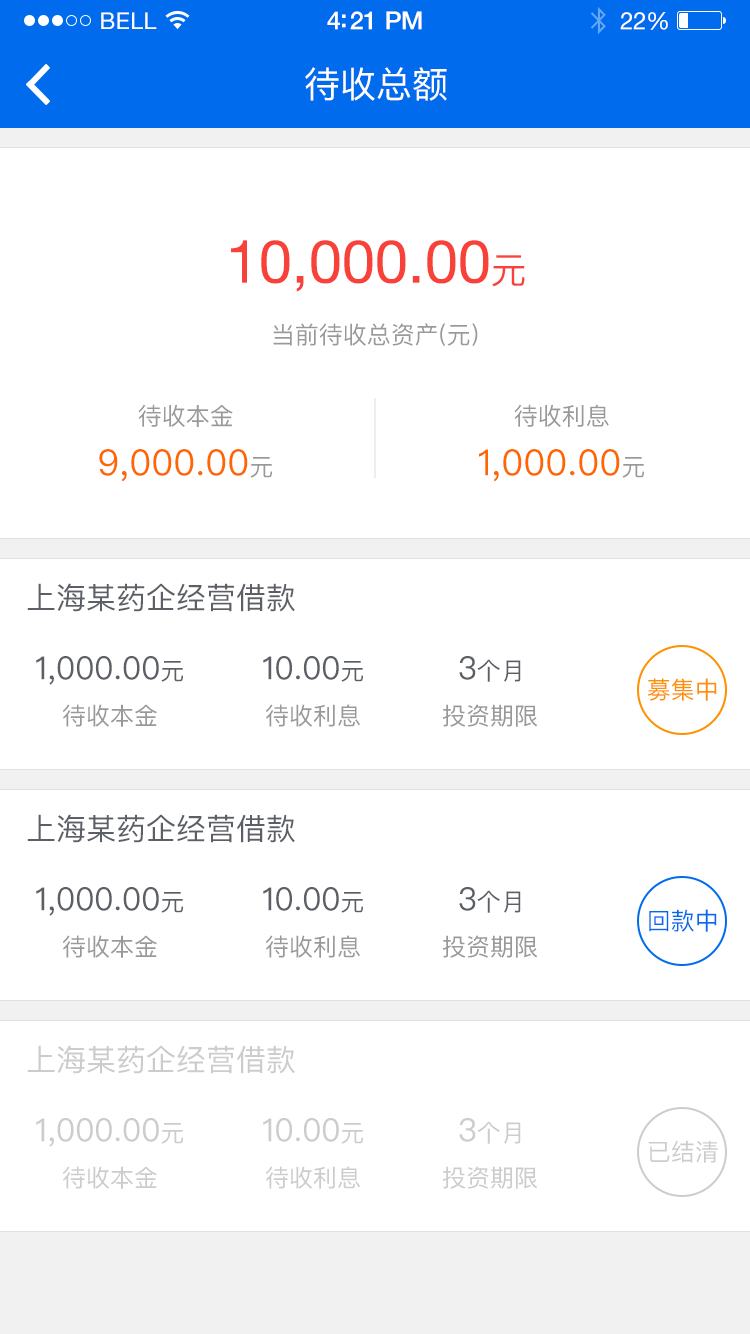 BELL 4:21 PM 22%
待收总额
10,000.00元
当前待收总资产(元)
待收本金 待收利息
9,000.00元 1,000.00元
上海某药企经营借款
1,000.00元 10.00元 3个月
待收本金 待收利息 投资期限
募集中
上海某药企经营借款
1,000.00元 10.00元 3个月
待收本金 待收利息 投资期限
回款中
上海某药企经营借款
1,000.00元 10.00元 3个月
待收本金 待收利息 投资期限
已结清